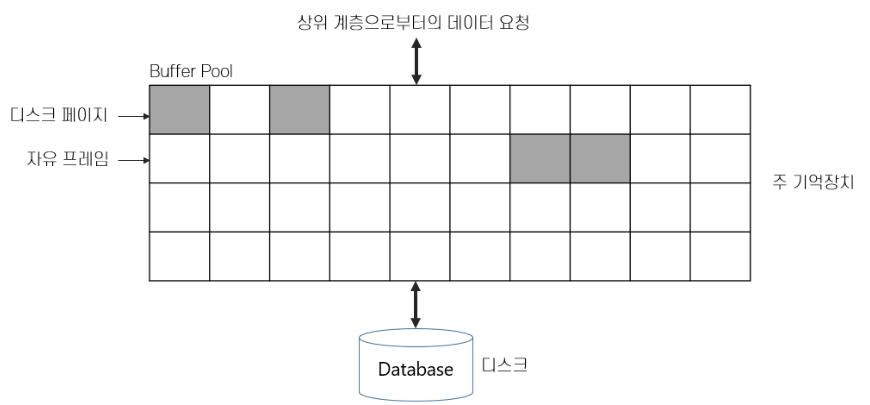 상위 계층으로부터의 데이터 요청
Buffer Pool
디스크 페이지
자유 프레임
주 기억장치
Database
디스크